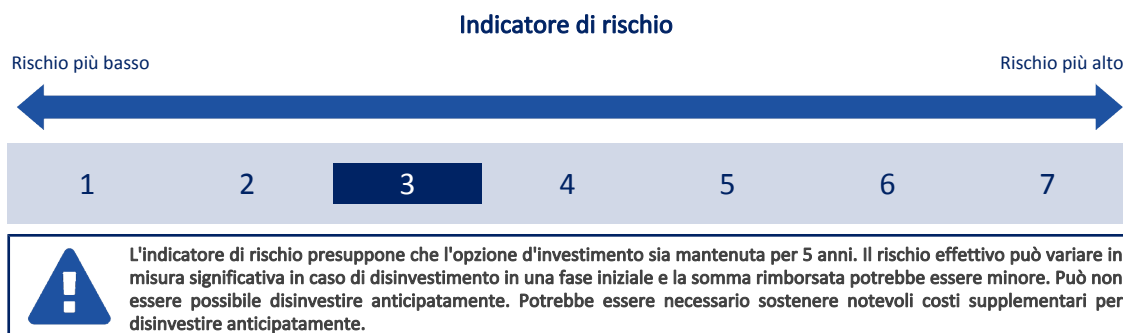 Indicatore di rischio
Rischio più basso
Rischio più alto
1 2 3 4 5 6 7
L'indicatore di rischio presuppone che l'opzione d'investimento sia mantenuta per 5 anni. Il rischio effettivo può variare in
misura significativa in caso di disinvestimento in una fase iniziale e la somma rimborsata potrebbe essere minore. Può non
essere possibile disinvestire anticipatamente. Potrebbe essere necessario sostenere notevoli costi supplementari per
disinvestire anticipatamente.